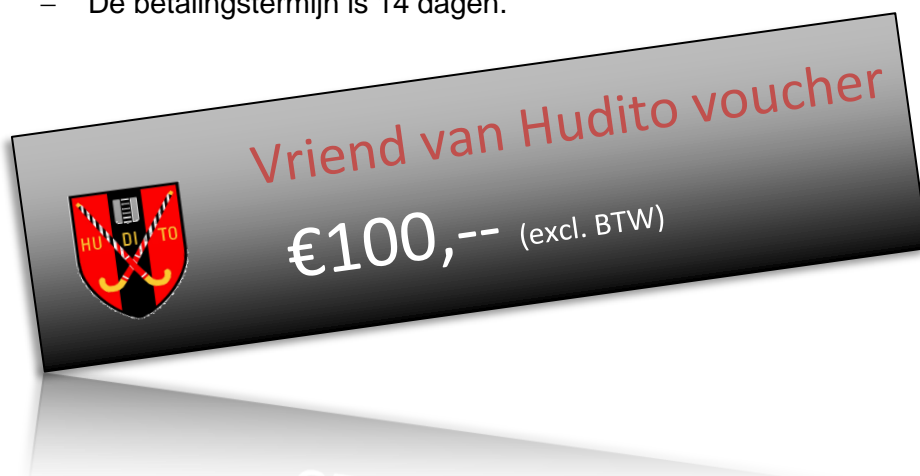 – De betalingstermijn is 14 dagen.
Vriend van Hudito voucher
HU DI TO
€100,-- (excl. BTW)